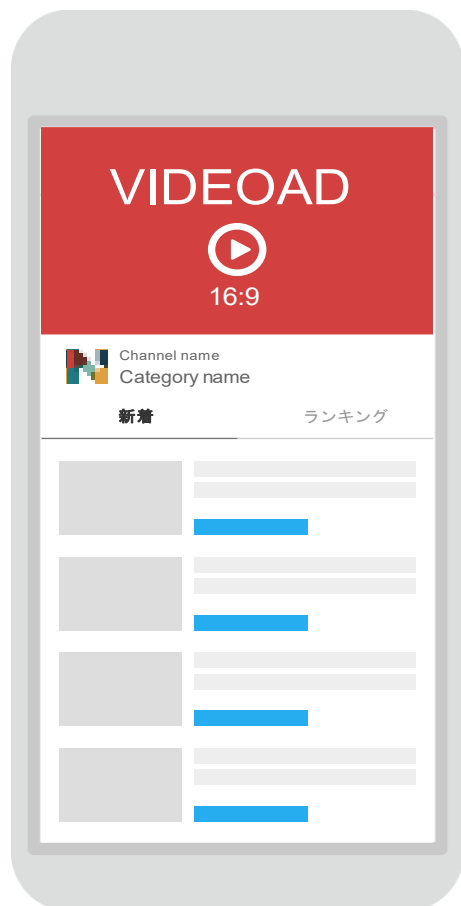 VIDEOAD
16:9
Channel name
Category name
新着
ランキング